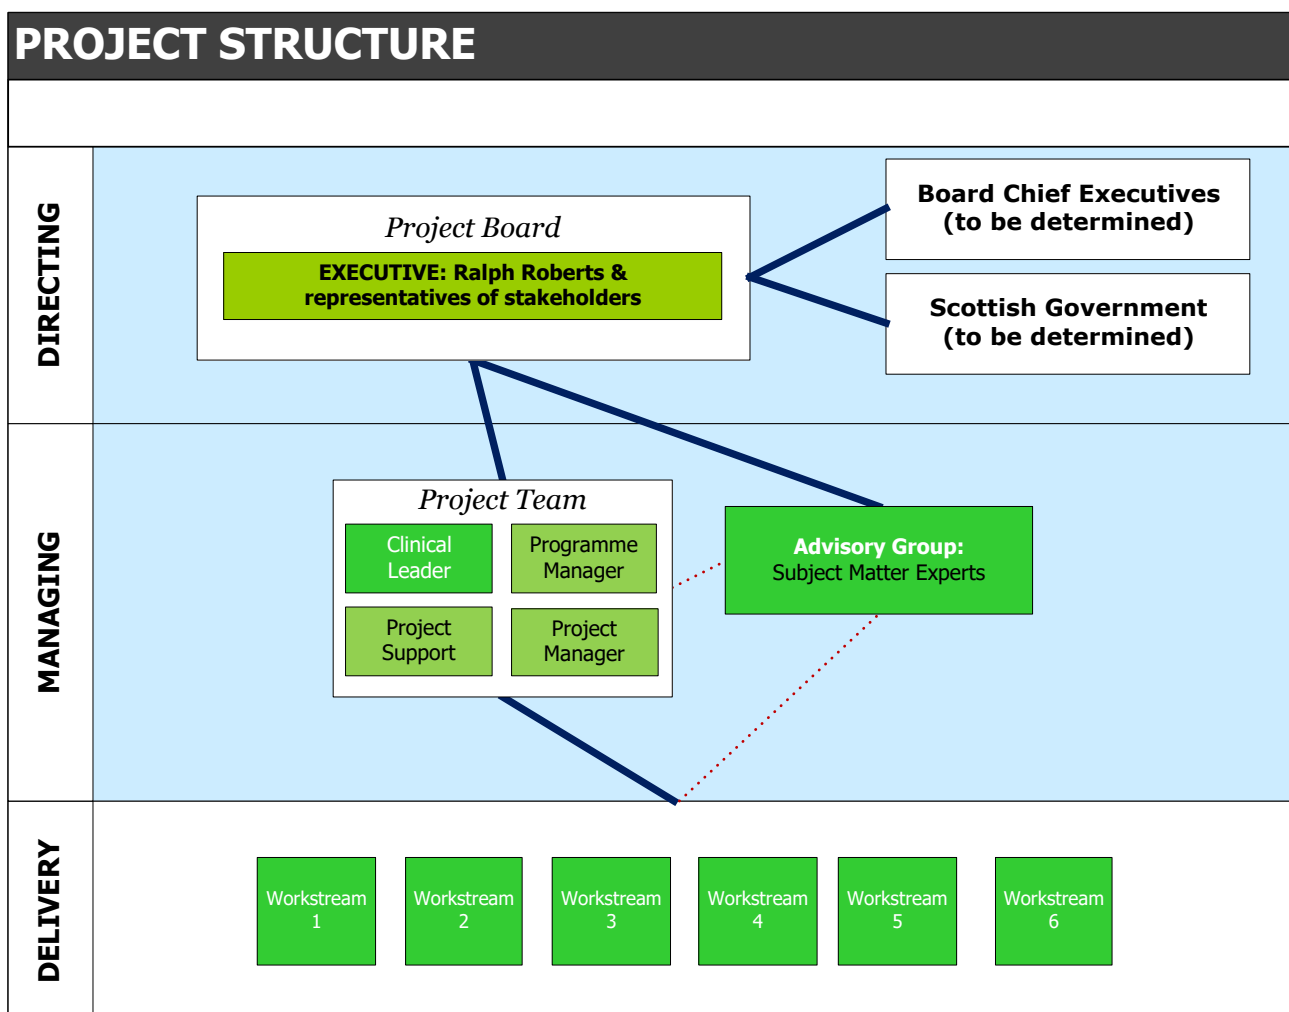 PROJECT STRUCTURE
DIRECTING
Project Board
EXECUTIVE: Ralph Roberts &
representatives of stakeholders
Board Chief Executives
(to be determined)
Scottish Government
(to be determined)
MANAGING
Project Team
Clinical
Leader
Programme
Manager
Project
Support
Project
Manager
Advisory Group:
Subject Matter Experts
DELIVERY
Workstream
1
Workstream
2
Workstream
3
Workstream
4
Workstream
5
Workstream
6